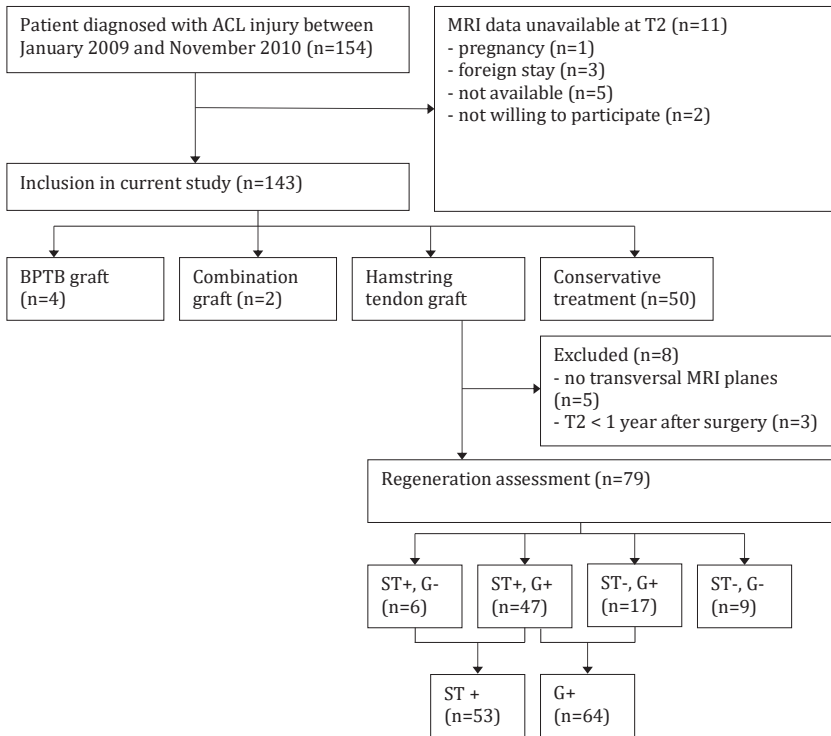 Patient diagnosed with ACL injury between
January 2009 and November 2010 (n=154)
MRI data unavailable at T2 (n=11)
- pregnancy (n=1)
- foreign stay (n=3)
- not available (n=5)
- not willing to participate (n=2)
Inclusion in current study (n=143)
BPTB graft
(n=4)
Combination
graft (n=2)
Hamstring
tendon graft
Conservative
treatment (n=50)
Excluded (n=8)
- no transversal MRI planes
(n=5)
- T2 < 1 year after surgery (n=3)
Regeneration assessment (n=79)
ST+, G-
(n=6)
ST+, G+
(n=47)
ST-, G+
(n=17)
ST-, G-
(n=9)
ST +
(n=53)
G+
(n=64)